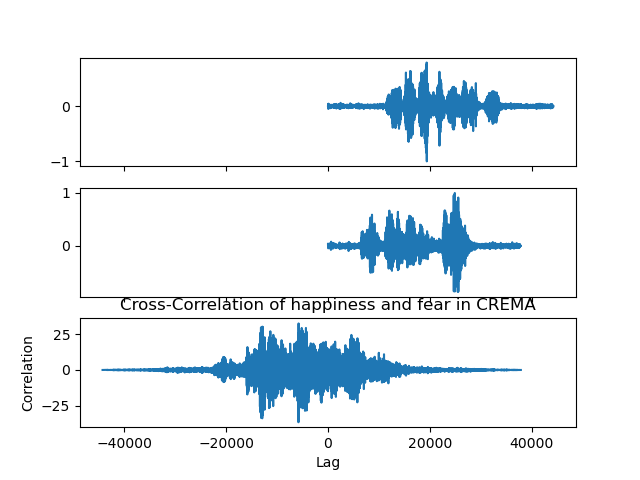 0
−1
1
0
Cross-Correlation of happiness and fear in CREMA
25
0
−25
Correlation
−40000 −20000 0 20000 40000
Lag